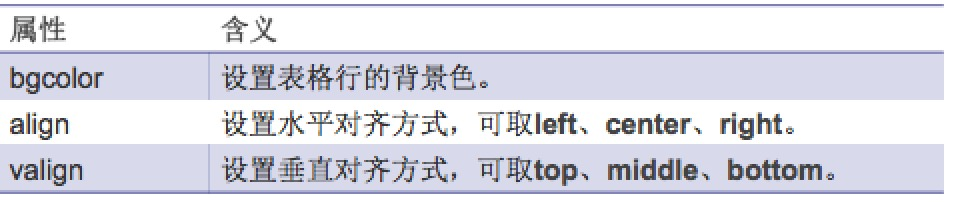 属性 含义
bgcolor 设置表格行的背景色。
align 设置水平对齐方式，可取left、center、right。
valign 设置垂直对齐方式，可取top、middle、bottom。